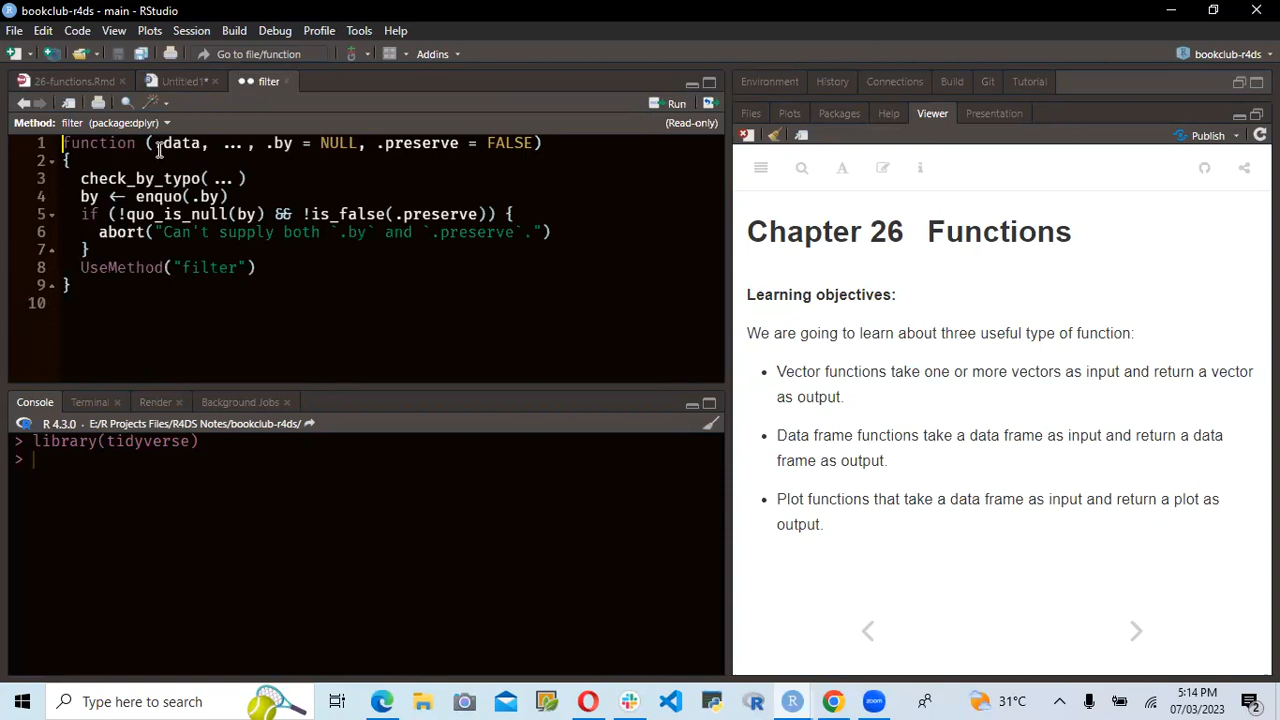 bookclub-r4ds - main - RStudio
File Edit Code View Plots Session Build Debug Profile Tools Help
Go to file/function Addins bookclub-r4ds
26-functions.Rmd Untitled1* filter
Run
Method: filter (package:dplyr) (Read-only)
1 function (.data, ..., .by = NULL, .preserve = FALSE)
2 {
3 check_by_typo(...)
4 by <- enquo(.by)
5 if (!quo_is_null(by) && !is_false(.preserve)) {
6 abort("Can't supply both `.by` and `.preserve`.")
7 }
8 UseMethod("filter")
9 }
10
Console Terminal Render Background Jobs
R 4.3.0 · E:/R Projects Files/R4DS Notes/bookclub-r4ds/
> library(tidyverse)
>
Environment History Connections Build Git Tutorial
Files Plots Packages Help Viewer Presentation
Publish
Chapter 26 Functions
Learning objectives:
We are going to learn about three useful type of function:
• Vector functions take one or more vectors as input and return a vector
as output.
• Data frame functions take a data frame as input and return a data
frame as output.
• Plot functions that take a data frame as input and return a plot as
output.
Type here to search
31°C
5:14 PM
07/03/2023
2